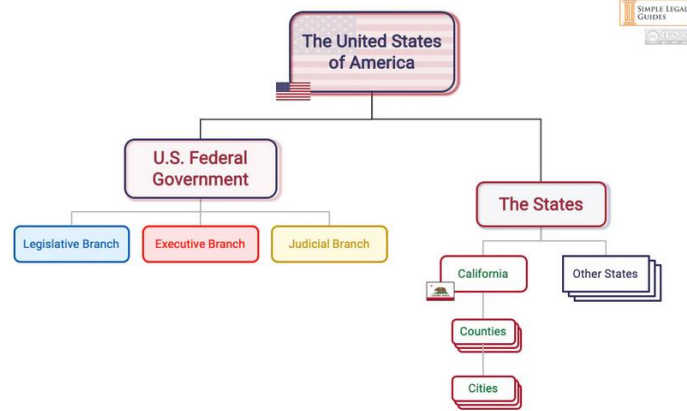 SIMPLE LEGAL
GUIDES
The United States
of America
U.S. Federal
Government
The States
Legislative Branch
Executive Branch
Judicial Branch
California
Other States
Counties
Cities